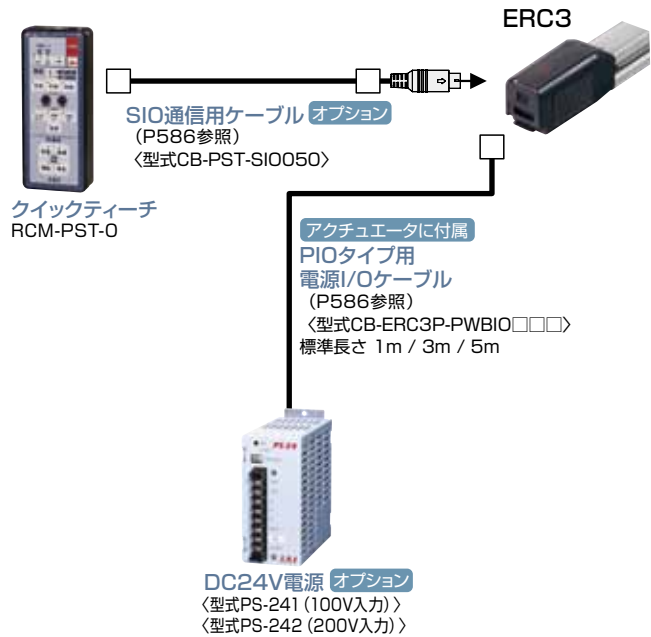 ERC3
SIO通信用ケーブル オプション
（P586参照）
〈型式CB-PST-SIO050〉
クイックティーチ
RCM-PST-0
アクチュエータに付属
PIOタイプ用
電源I/Oケーブル
（P586参照）
〈型式CB-ERC3P-PWBIO□□□〉
標準長さ 1m / 3m / 5m
PS-24
DC24V電源 オプション
〈型式PS-241（100V入力）〉
〈型式PS-242（200V入力）〉